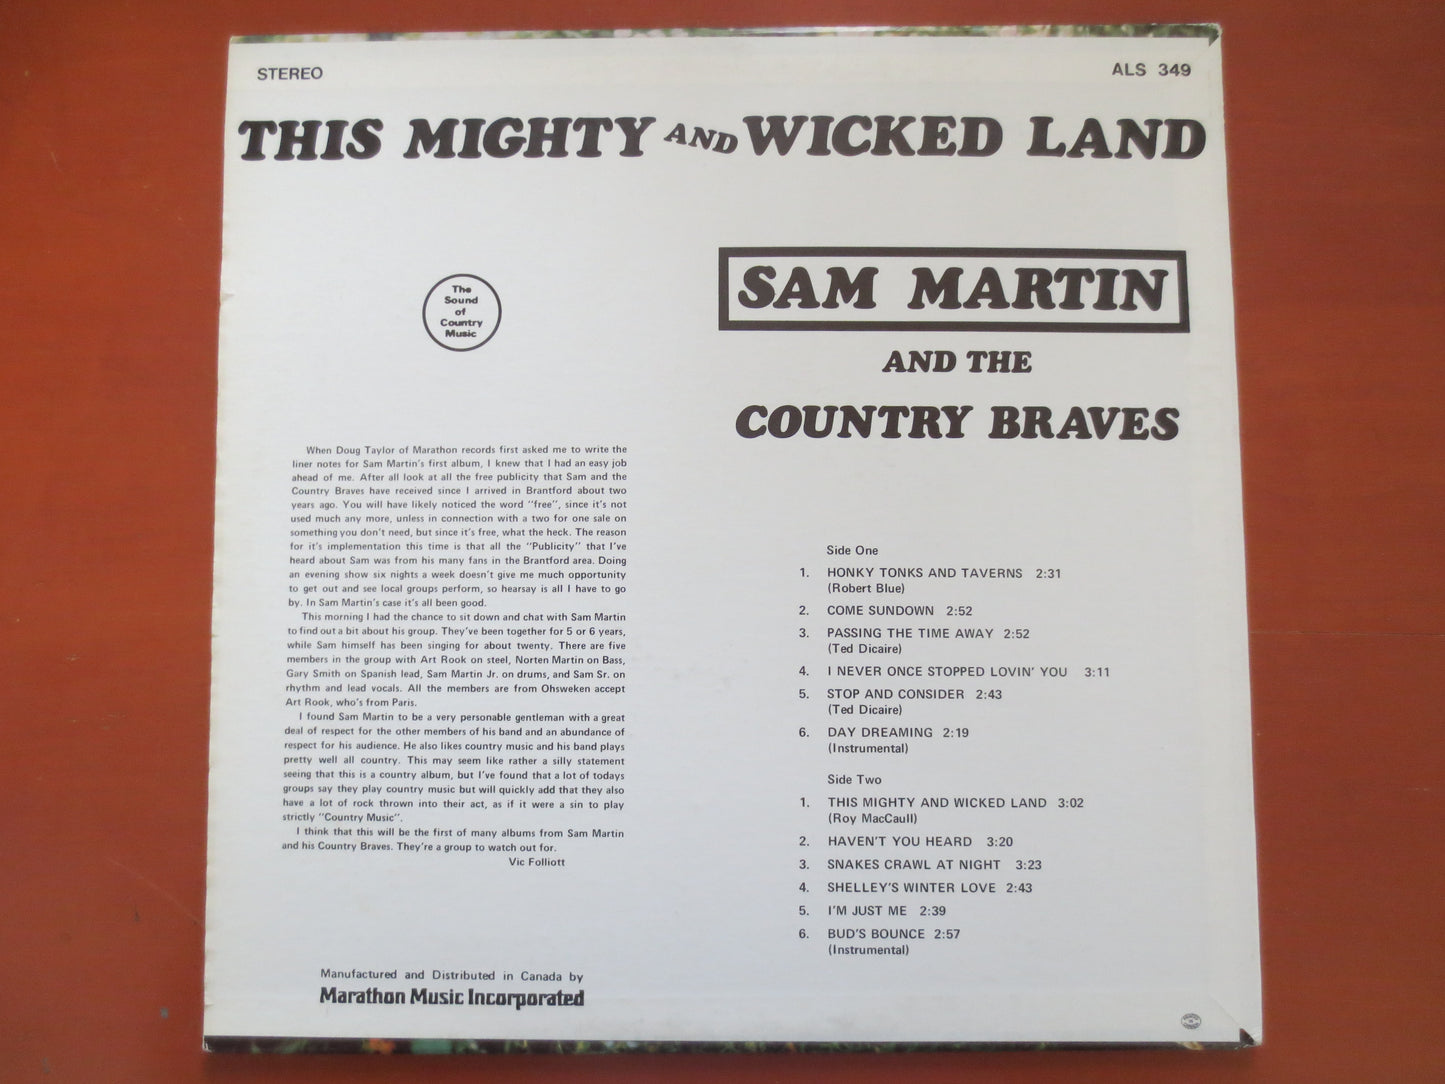 STEREO
ALS 349
THIS MIGHTY AND WICKED LAND
The
Sound
of
Country
Music
SAM MARTIN
AND THE
COUNTRY BRAVES
When Doug Taylor of Marathon records first asked me to write the
liner notes for Sam Martin's first album, I knew that I had an easy job
ahead of me. After all look at all the free publicity that Sam and the
Country Braves have received since I arrived in Brantford about two
years ago. You will have likely noticed the word "free", since it's not
used much any more, unless in connection with a two for one sale on
something you don't need, but since it's free, what the heck. The reason
for it's implementation this time is that all the "Publicity" that I've
heard about Sam was from his many fans in the Brantford area. Doing
an evening show six nights a week doesn't give me much opportunity
to get out and see local groups perform, so hearsay is all I have to go
by. In Sam Martin's case it's all been good.
This morning I had the chance to sit down and chat with Sam Martin
to find out a bit about his group. They've been together for 5 or 6 years,
while Sam himself has been singing for about twenty. There are five
members in the group with Art Rook on steel, Norten Martin on Bass,
Gary Smith on Spanish lead, Sam Martin Jr. on drums, and Sam Sr. on
rhythm and lead vocals. All the members are from Ohsweken accept
Art Rook, who's from Paris.
I found Sam Martin to be a very personable gentleman with a great
deal of respect for the other members of his band and an abundance of
respect for his audience. He also likes country music and his band plays
pretty well all country. This may seem like rather a silly statement
seeing that this is a country album, but I've found that a lot of todays
groups say they play country music but will quickly add that they also
have a lot of rock thrown into their act, as if it were a sin to play
strictly "Country Music".
I think that this will be the first of many albums from Sam Martin
and his Country Braves. They're a group to watch out for.
Vic Folliott
Manufactured and Distributed in Canada by
Marathon Music Incorporated
Side One
1. HONKY TONKS AND TAVERNS 2:31
(Robert Blue)
2. COME SUNDOWN 2:52
3. PASSING THE TIME AWAY 2:52
(Ted Dicaire)
4. I NEVER ONCE STOPPED LOVIN' YOU 3:11
5. STOP AND CONSIDER 2:43
(Ted Dicaire)
6. DAY DREAMING 2:19
(Instrumental)
Side Two
1. THIS MIGHTY AND WICKED LAND 3:02
(Roy MacCaull)
2. HAVEN'T YOU HEARD 3:20
3. SNAKES CRAWL AT NIGHT 3:23
4. SHELLEY'S WINTER LOVE 2:43
5. I'M JUST ME 2:39
6. BUD'S BOUNCE 2:57
(Instrumental)